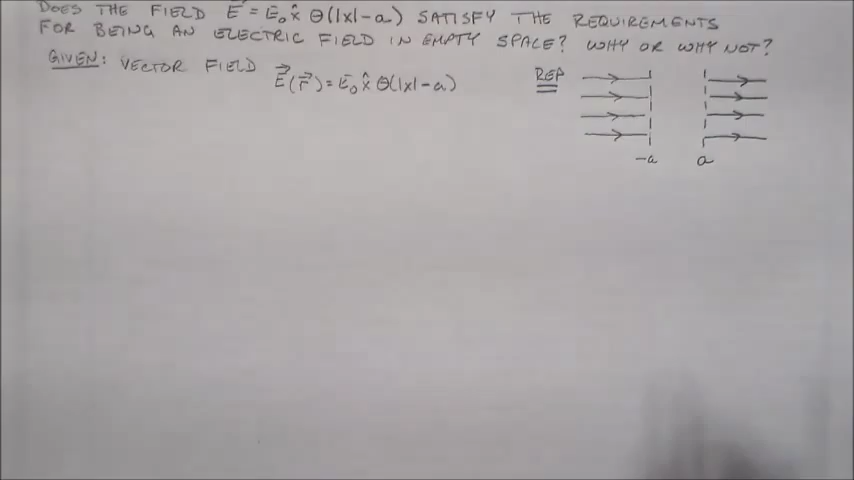 DOES THE FIELD E⃗ = E₀ x̂ Θ(|x|-a) SATISFY THE REQUIREMENTS
FOR BEING AN ELECTRIC FIELD IN EMPTY SPACE? WHY OR WHY NOT?
GIVEN: VECTOR FIELD
E⃗(r⃗) = E₀ x̂ Θ(|x|-a)
REP
-a a